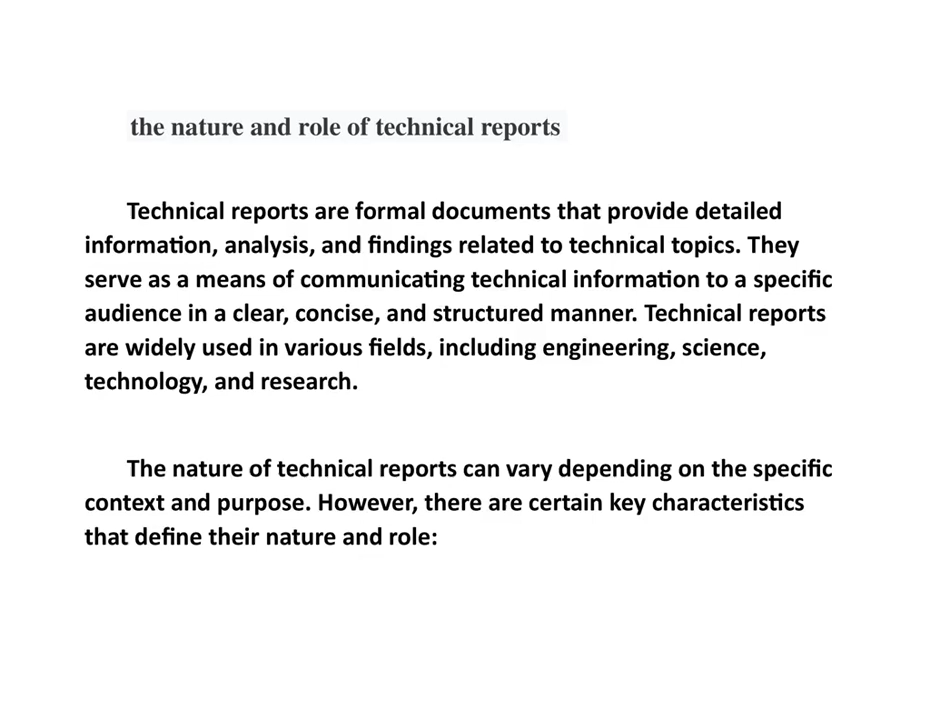 the nature and role of technical reports
Technical reports are formal documents that provide detailed
information, analysis, and findings related to technical topics. They
serve as a means of communicating technical information to a specific
audience in a clear, concise, and structured manner. Technical reports
are widely used in various fields, including engineering, science,
technology, and research.
The nature of technical reports can vary depending on the specific
context and purpose. However, there are certain key characteristics
that define their nature and role: